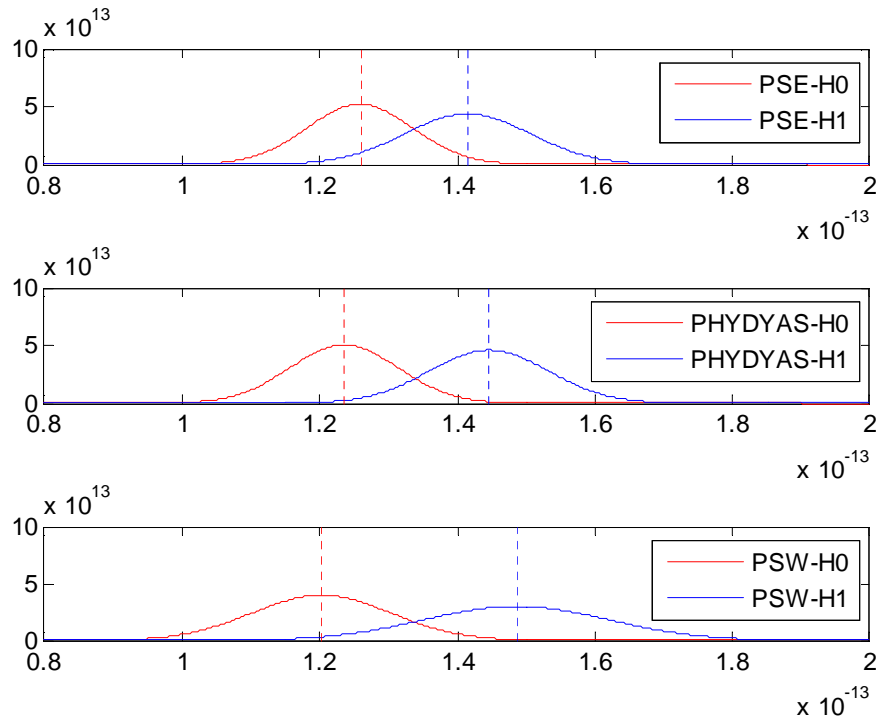 x 10^13
10
5
0
PSE-H0
PSE-H1
0.8 1 1.2 1.4 1.6 1.8 2
x 10^-13
x 10^13
10
5
0
PHYDYAS-H0
PHYDYAS-H1
0.8 1 1.2 1.4 1.6 1.8 2
x 10^-13
x 10^13
10
5
0
PSW-H0
PSW-H1
0.8 1 1.2 1.4 1.6 1.8 2
x 10^-13